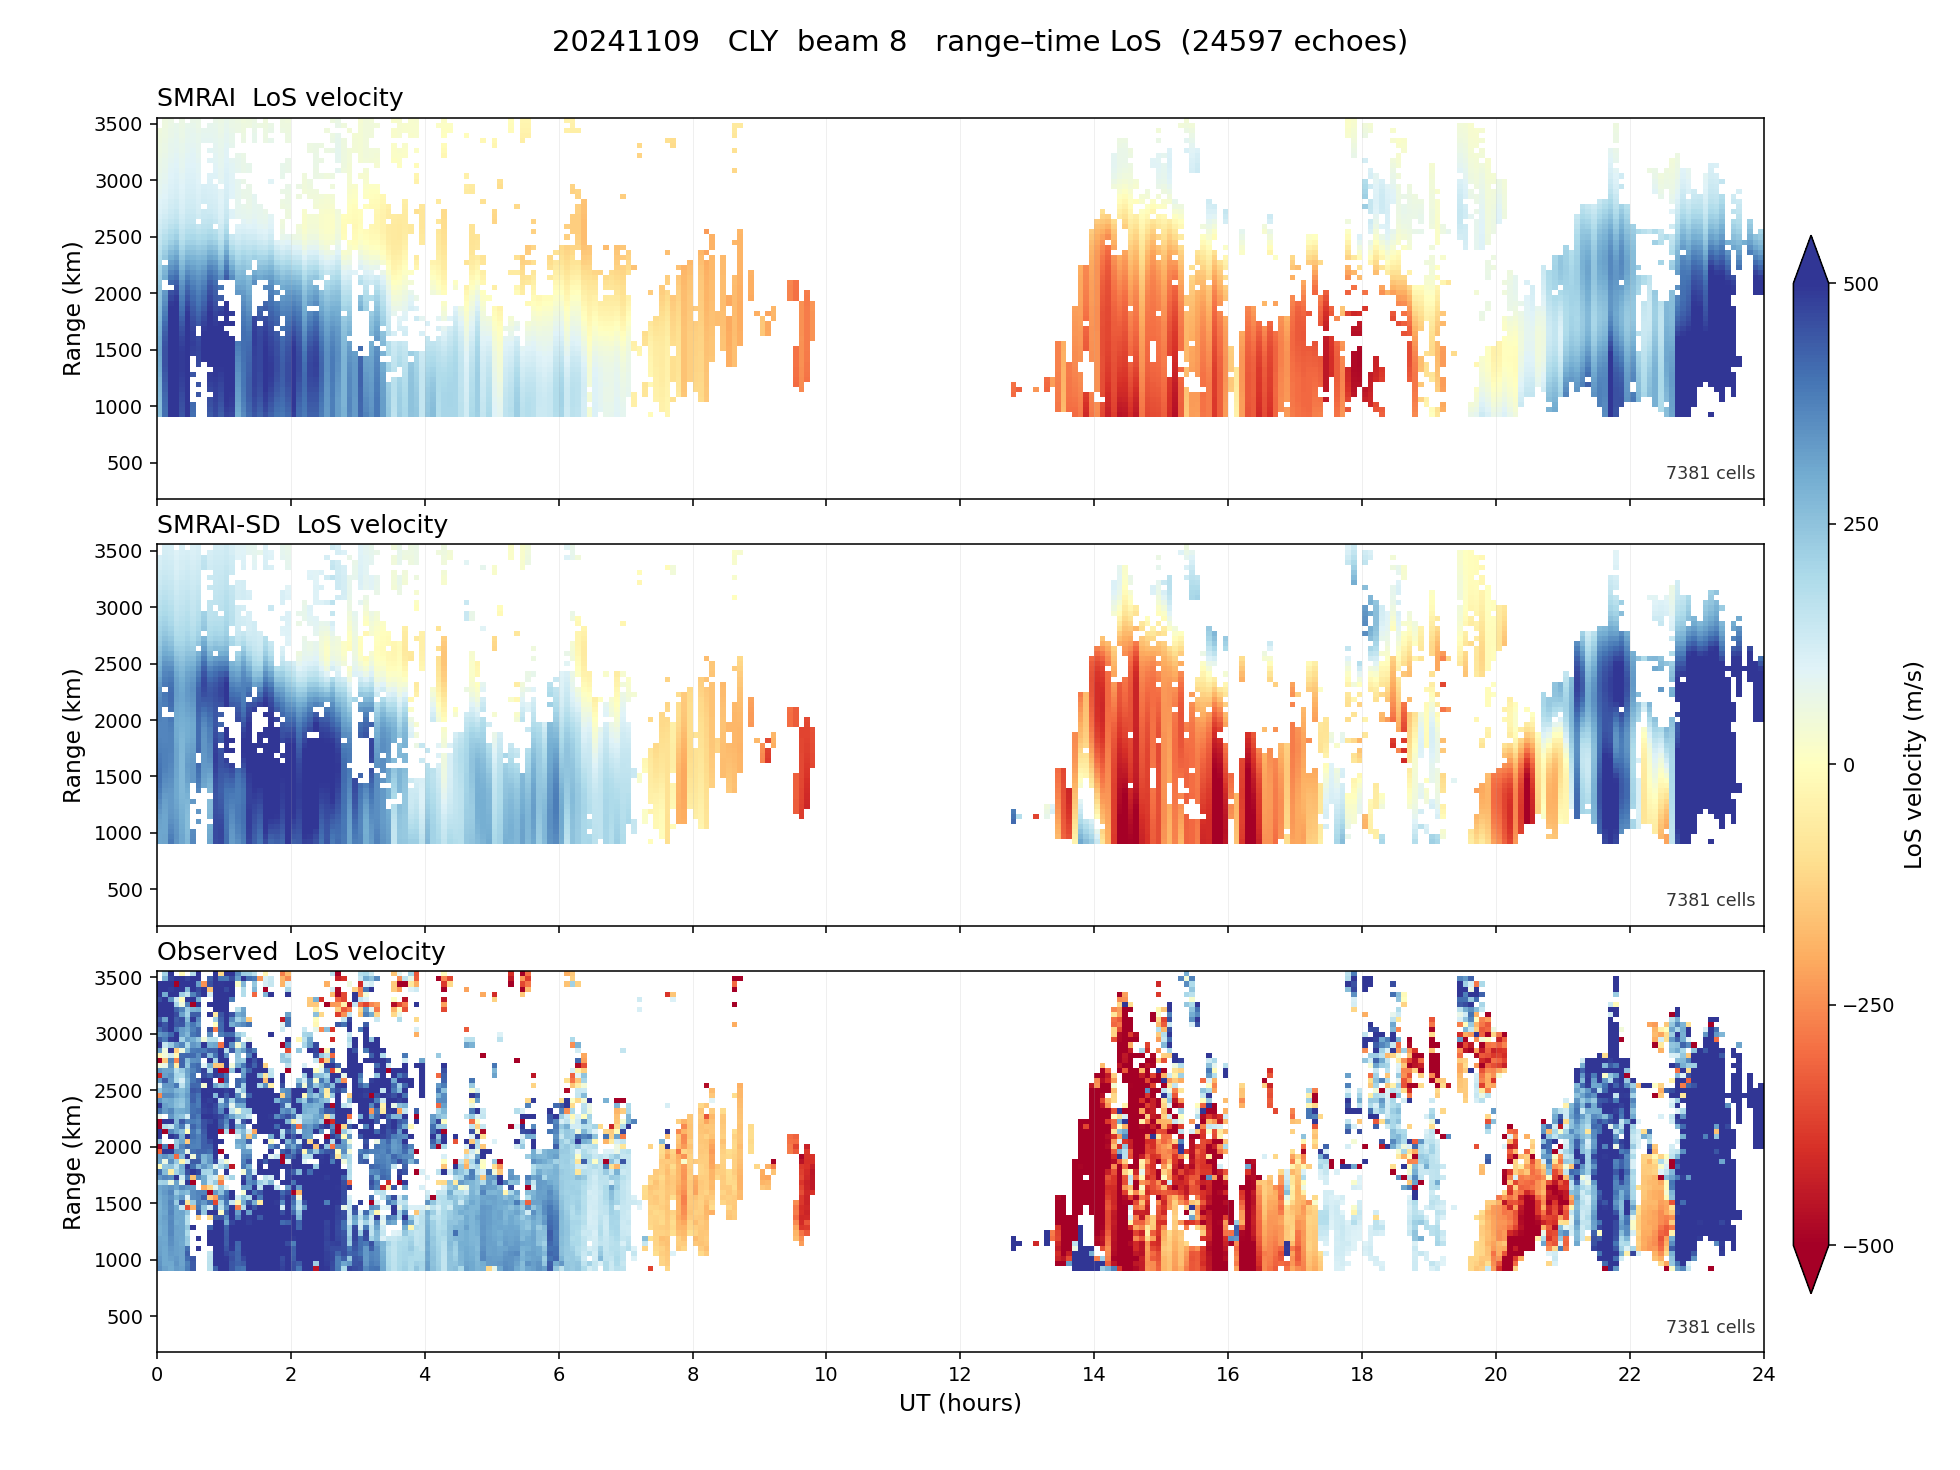 20241109   CLY  beam 8   range–time LoS  (24597 echoes)
SMRAI  LoS velocity
3500
3000
2500
2000
1500
1000
500
Range (km)
7381 cells
SMRAI-SD  LoS velocity
3500
3000
2500
2000
1500
1000
500
Range (km)
7381 cells
Observed  LoS velocity
3500
3000
2500
2000
1500
1000
500
Range (km)
7381 cells
0 2 4 6 8 10 12 14 16 18 20 22 24
UT (hours)
500
250
0
−250
−500
LoS velocity (m/s)